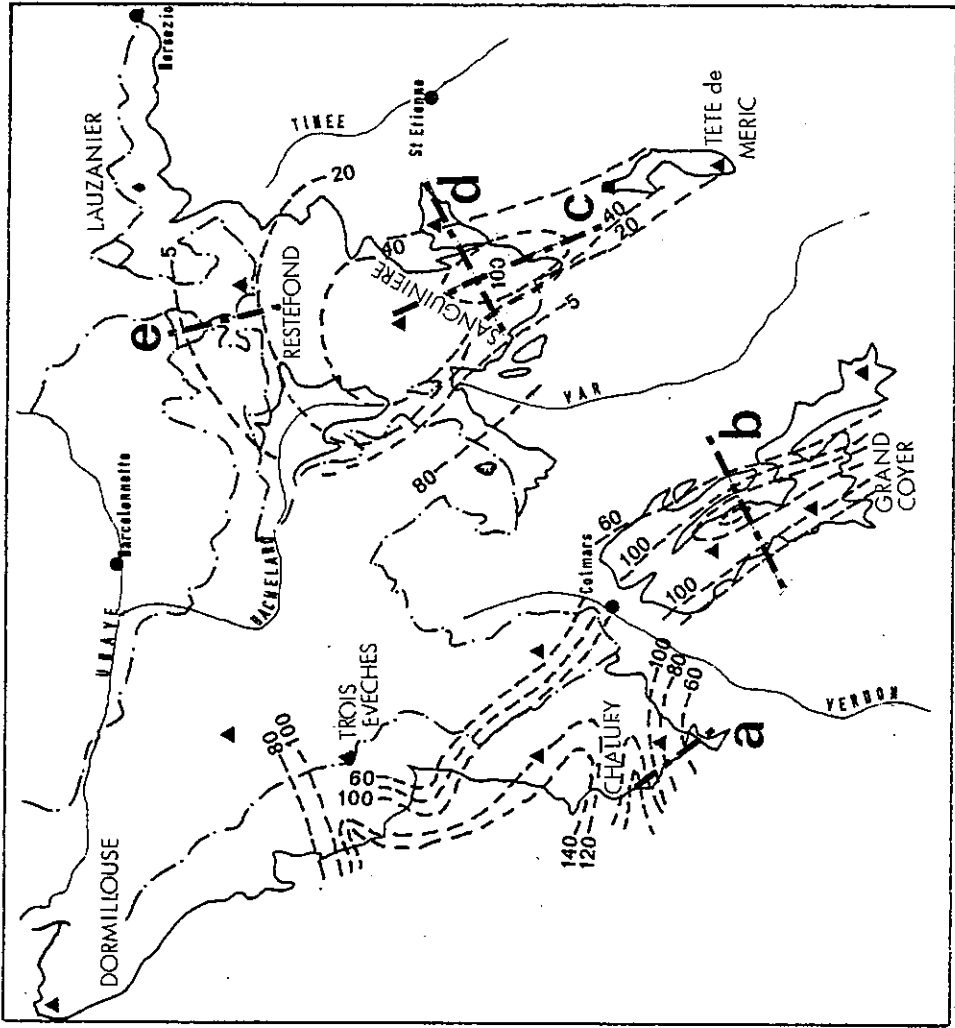 DORMILLOUSE
UBAYE
Barcelonnette
LAUZANIER
Bersezio
BACHELARD
e
5
80
100
TROIS
EVECHES
RESTEFOND
TINEE
20
60
100
SANGUINIERE
40
100
St Etienne
d
80
5
VAR
Colmars
60
100
100
140
120
CHALUFY
100
80
60
c
40
20
TETE de
MERIC
a
b
VERDON
GRAND
COYER